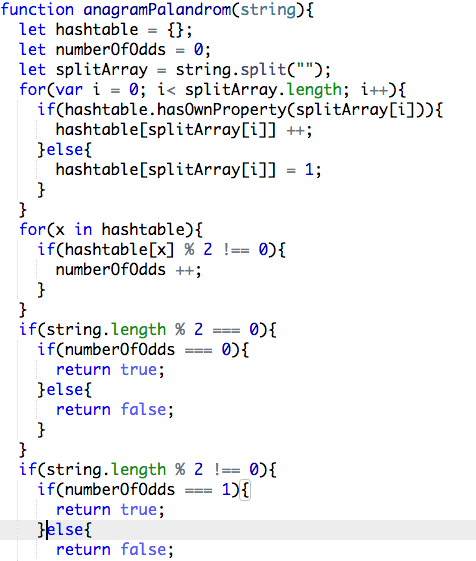 function anagramPalandrom(string){
  let hashtable = {};
  let numberOfOdds = 0;
  let splitArray = string.split("");
  for(var i = 0; i< splitArray.length; i++){
    if(hashtable.hasOwnProperty(splitArray[i])){
      hashtable[splitArray[i]] ++;
    }else{
      hashtable[splitArray[i]] = 1;
    }
  }
  for(x in hashtable){
    if(hashtable[x] % 2 !== 0){
      numberOfOdds ++;
    }
  }
  if(string.length % 2 === 0){
    if(numberOfOdds === 0){
      return true;
    }else{
      return false;
    }
  }
  if(string.length % 2 !== 0){
    if(numberOfOdds === 1){
      return true;
    }else{
      return false;